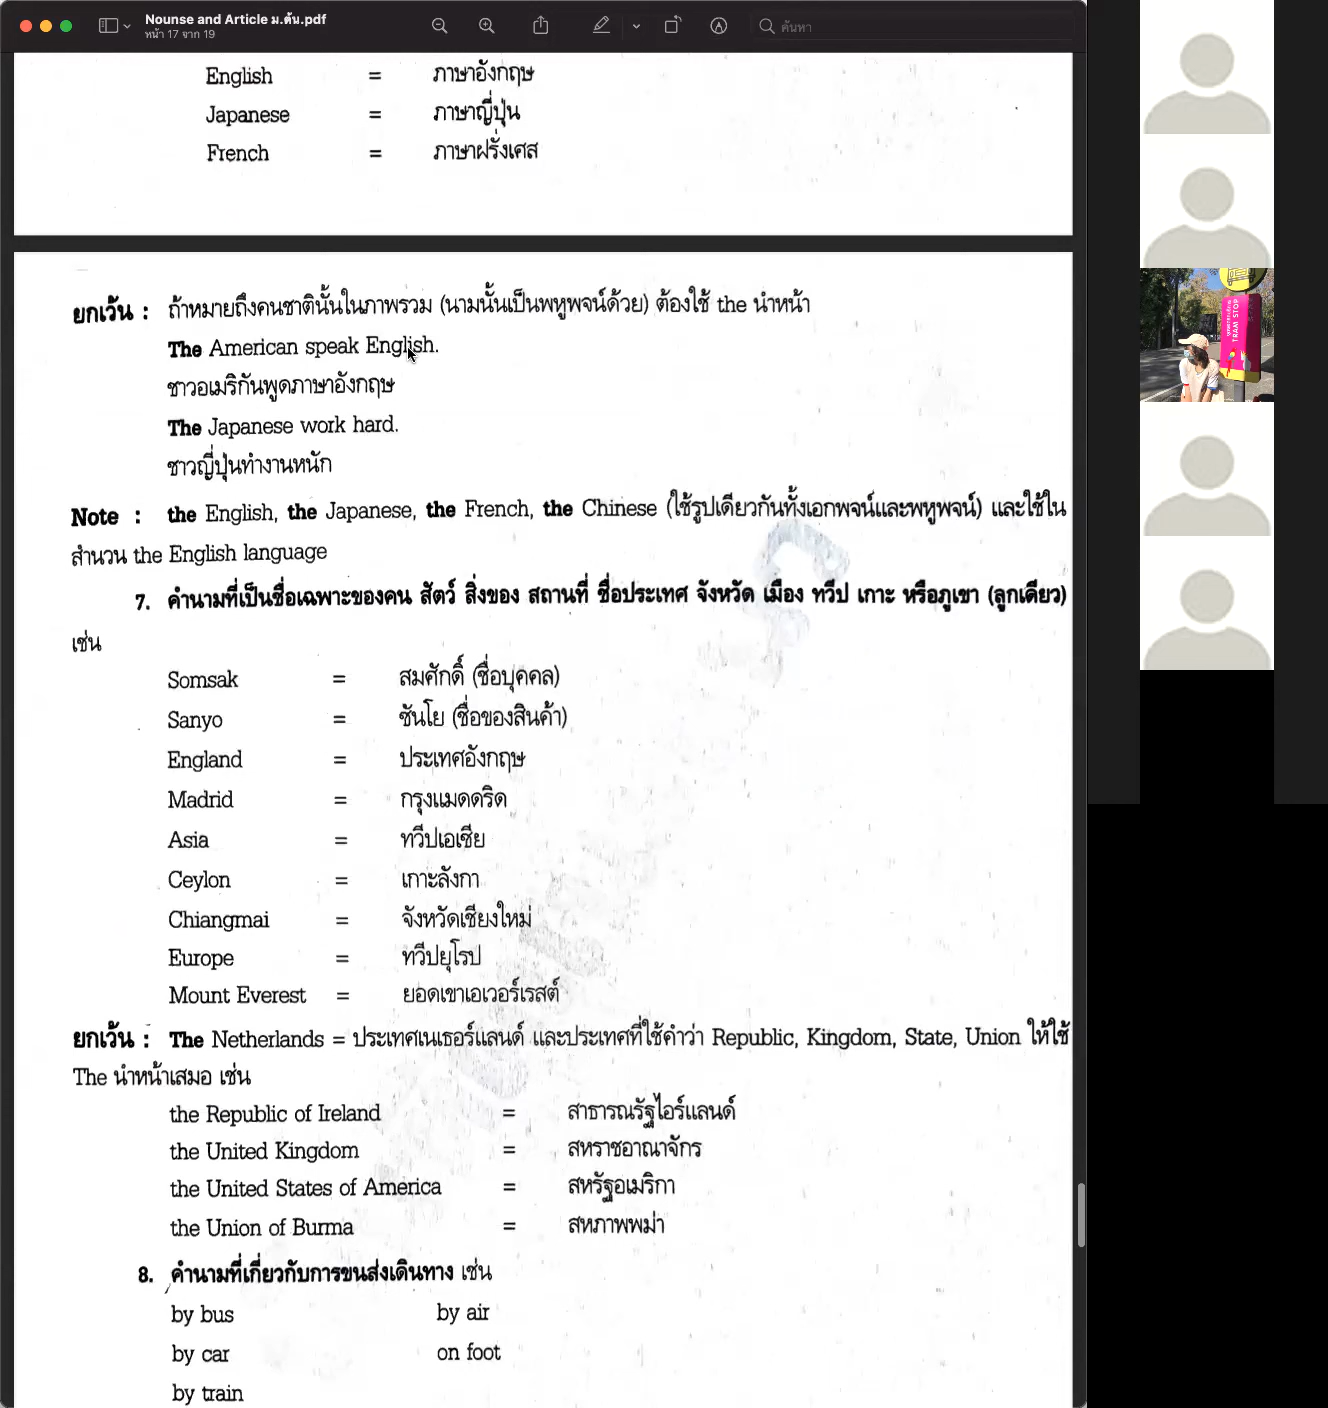 Nounse and Article ม.ต้น.pdf
หน้า 17 จาก 19
ค้นหา
English = ภาษาอังกฤษ
Japanese = ภาษาญี่ปุ่น
French = ภาษาฝรั่งเศส
ยกเว้น : ถ้าหมายถึงคนชาตินั้นในภาพรวม (นามนั้นเป็นพหูพจน์ด้วย) ต้องใช้ the นำหน้า
The American speak English.
ชาวอเมริกันพูดภาษาอังกฤษ
The Japanese work hard.
ชาวญี่ปุ่นทำงานหนัก
Note : the English, the Japanese, the French, the Chinese (ใช้รูปเดียวกันทั้งเอกพจน์และพหูพจน์) และใช้ใน
สำนวน the English language
7. คำนามที่เป็นชื่อเฉพาะของคน สัตว์ สิ่งของ สถานที่ ชื่อประเทศ จังหวัด เมือง ทวีป เกาะ หรือภูเขา (ลูกเดียว)
เช่น
Somsak = สมศักดิ์ (ชื่อบุคคล)
Sanyo = ซันโย (ชื่อของสินค้า)
England = ประเทศอังกฤษ
Madrid = กรุงแมดดริด
Asia = ทวีปเอเซีย
Ceylon = เกาะลังกา
Chiangmai = จังหวัดเชียงใหม่
Europe = ทวีปยุโรป
Mount Everest = ยอดเขาเอเวอร์เรสต์
ยกเว้น : The Netherlands = ประเทศเนเธอร์แลนด์ และประเทศที่ใช้คำว่า Republic, Kingdom, State, Union ให้ใช้
The นำหน้าเสมอ เช่น
the Republic of Ireland = สาธารณรัฐไอร์แลนด์
the United Kingdom = สหราชอาณาจักร
the United States of America = สหรัฐอเมริกา
the Union of Burma = สหภาพพม่า
8. คำนามที่เกี่ยวกับการขนส่งเดินทาง เช่น
by bus by air
by car on foot
by train
TRAM STOP